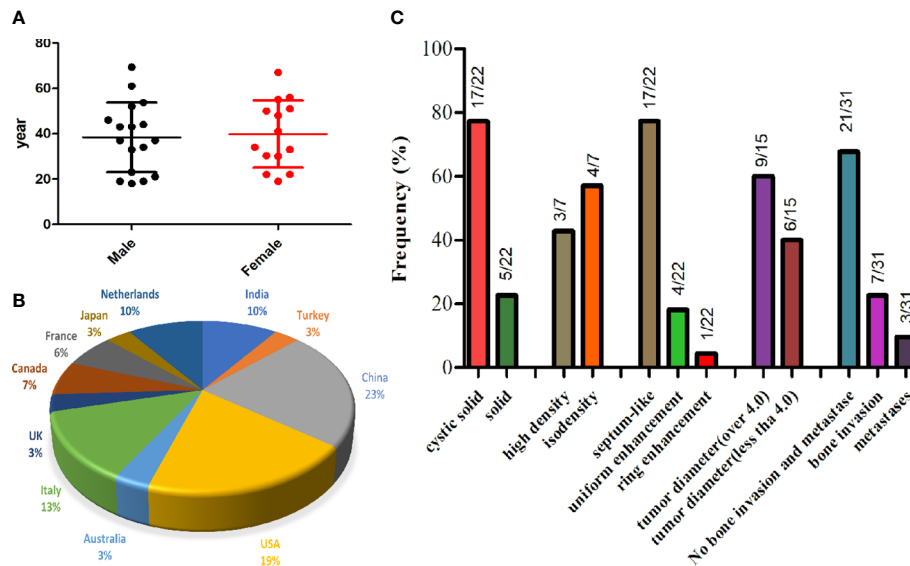 A
year
80
60
40
20
0
Male
Female
B
Netherlands
10%
India
10%
Japan
3%
Turkey
3%
France
6%
China
23%
Canada
7%
UK
3%
Italy
13%
Australia
3%
USA
19%
C
Frequency (%)
100
80
60
40
20
0
17/22
5/22
3/7
4/7
17/22
4/22
1/22
9/15
6/15
21/31
7/31
3/31
cystic solid
solid
high density
isodensity
septum-like
uniform enhancement
ring enhancement
tumor diameter(over 4.0)
tumor diameter(less tha 4.0)
No bone invasion and metastase
bone invasion
metastases